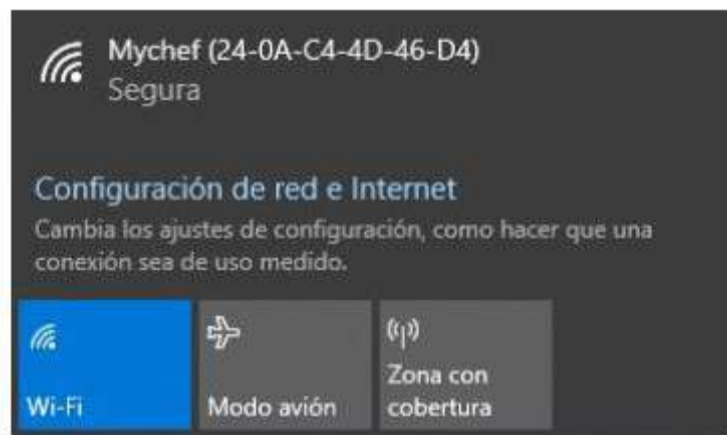 Mychef (24-0A-C4-4D-46-D4)
Segura
Configuración de red e Internet
Cambia los ajustes de configuración, como hacer que una
conexión sea de uso medido.
Wi-Fi
Modo avión
Zona con
cobertura